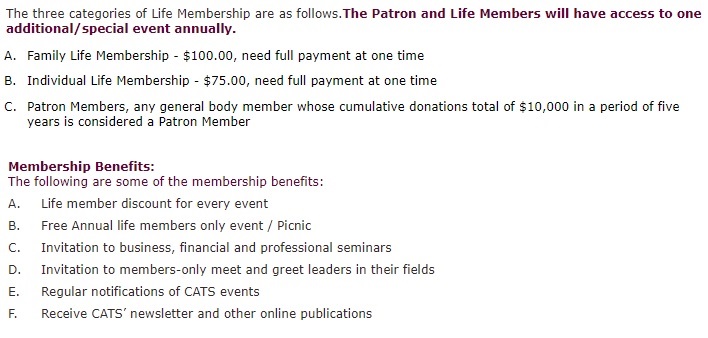 The three categories of Life Membership are as follows.The Patron and Life Members will have access to one
additional/special event annually.
A. Family Life Membership - $100.00, need full payment at one time
B. Individual Life Membership - $75.00, need full payment at one time
C. Patron Members, any general body member whose cumulative donations total of $10,000 in a period of five
years is considered a Patron Member
Membership Benefits:
The following are some of the membership benefits:
A. Life member discount for every event
B. Free Annual life members only event / Picnic
C. Invitation to business, financial and professional seminars
D. Invitation to members-only meet and greet leaders in their fields
E. Regular notifications of CATS events
F. Receive CATS’ newsletter and other online publications